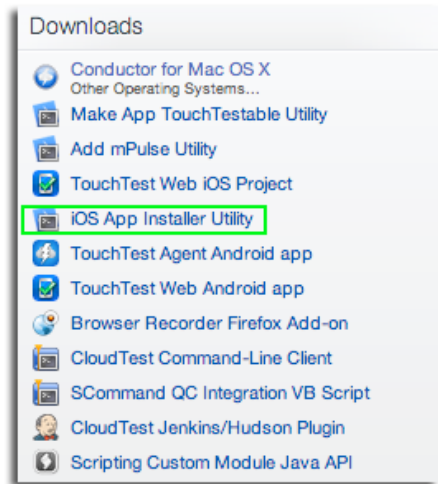 Downloads
Conductor for Mac OS X
Other Operating Systems...
Make App TouchTestable Utility
Add mPulse Utility
TouchTest Web iOS Project
iOS App Installer Utility
TouchTest Agent Android app
TouchTest Web Android app
Browser Recorder Firefox Add-on
CloudTest Command-Line Client
SCommand QC Integration VB Script
CloudTest Jenkins/Hudson Plugin
Scripting Custom Module Java API